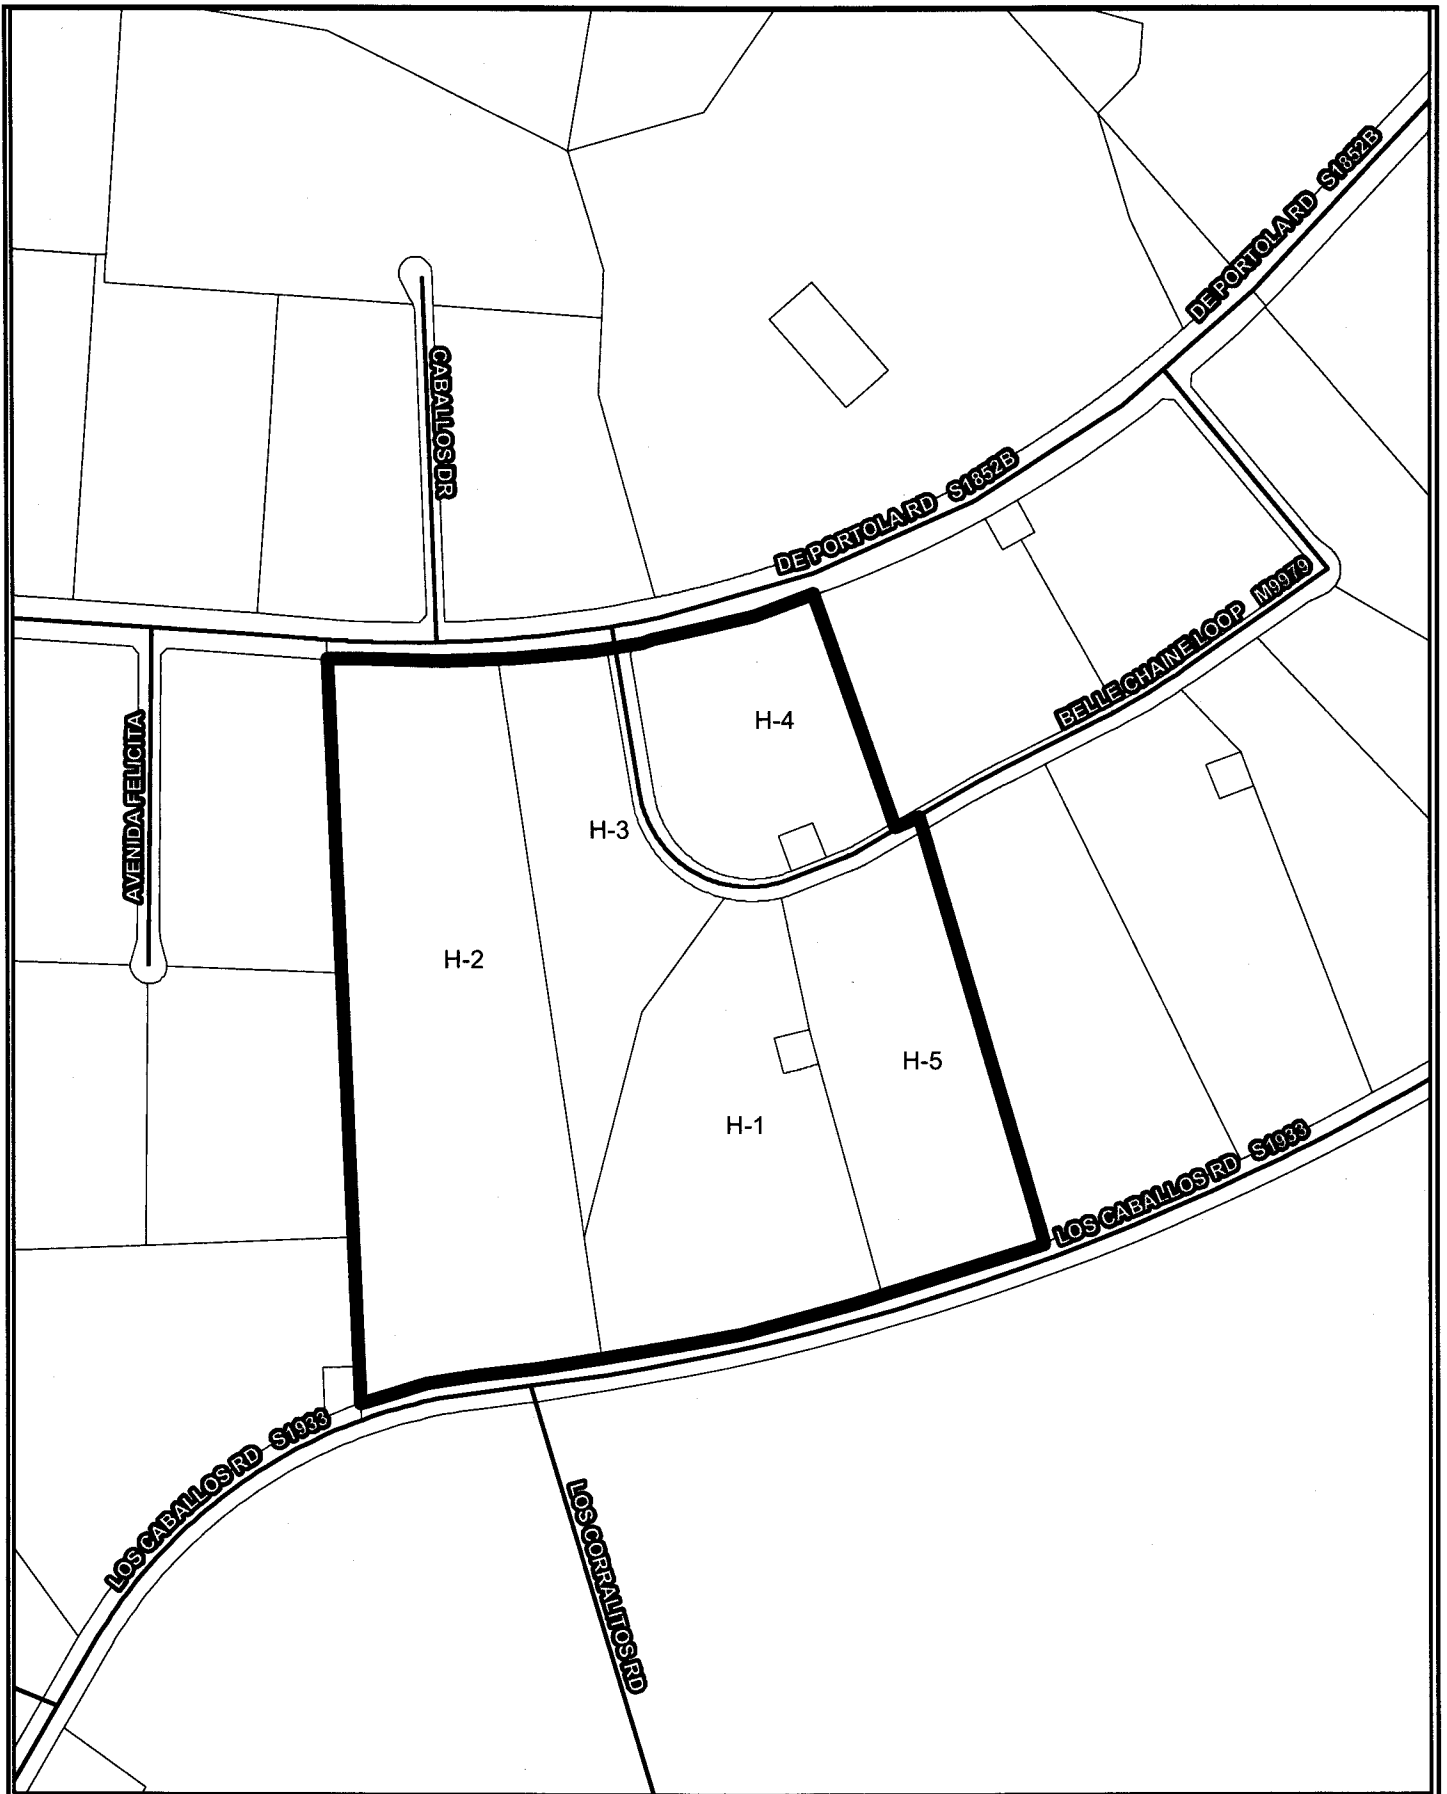 DE PORTOLA RD S1852B
CABALLOS DR
DE PORTOLA RD S1852B
BELLE CHAINE LOOP M9979
AVENIDA FELICITA
H-4
H-3
H-2
H-5
H-1
LOS CABALLOS RD S1933
LOS CABALLOS RD S1933
LOS CORRALITOS RD